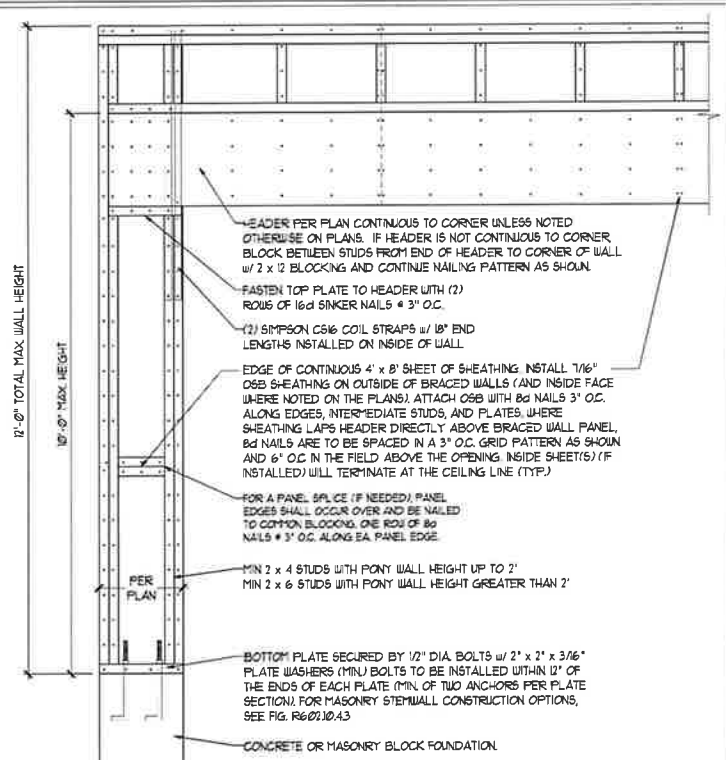 HEADER PER PLAN CONTINUOUS TO CORNER UNLESS NOTED
OTHERWISE ON PLANS. IF HEADER IS NOT CONTINUOUS TO CORNER,
BLOCK BETWEEN STUDS FROM END OF HEADER TO CORNER OF WALL
w/ 2 x 12 BLOCKING AND CONTINUE NAILING PATTERN AS SHOWN.
FASTEN TOP PLATE TO HEADER WITH (2)
ROWS OF 16d SINKER NAILS @ 3" O.C.
(2) SIMPSON CS16 COIL STRAPS w/ 18" END
LENGTHS INSTALLED ON INSIDE OF WALL
12'-0" TOTAL MAX. WALL HEIGHT
10'-0" MAX. HEIGHT
EDGE OF CONTINUOUS 4' x 8' SHEET OF SHEATHING. INSTALL 7/16"
OSB SHEATHING ON OUTSIDE OF BRACED WALLS (AND INSIDE FACE
WHERE NOTED ON THE PLANS). ATTACH OSB WITH 8d NAILS 3" O.C.
ALONG EDGES, INTERMEDIATE STUDS, AND PLATES. WHERE
SHEATHING LAPS HEADER DIRECTLY ABOVE BRACED WALL PANEL,
8d NAILS ARE TO BE SPACED IN A 3" O.C. GRID PATTERN AS SHOWN
AND 6" O.C. IN THE FIELD ABOVE THE OPENING. INSIDE SHEET(S) (IF
INSTALLED) WILL TERMINATE AT THE CEILING LINE (TYP.)
FOR A PANEL SPLICE (IF NEEDED), PANEL
EDGES SHALL OCCUR OVER AND BE NAILED
TO COMMON BLOCKING. ONE ROW OF 8d
NAILS @ 3" O.C. ALONG EA. PANEL EDGE.
MIN 2 x 4 STUDS WITH PONY WALL HEIGHT UP TO 2'
MIN 2 x 6 STUDS WITH PONY WALL HEIGHT GREATER THAN 2'
PER
PLAN
BOTTOM PLATE SECURED BY 1/2" DIA. BOLTS w/ 2" x 2" x 3/16"
PLATE WASHERS (MIN.) BOLTS TO BE INSTALLED WITHIN 12" OF
THE ENDS OF EACH PLATE (MIN. OF TWO ANCHORS PER PLATE
SECTION). FOR MASONRY STEMWALL CONSTRUCTION OPTIONS,
SEE FIG. R602.10.4.3
CONCRETE OR MASONRY BLOCK FOUNDATION.